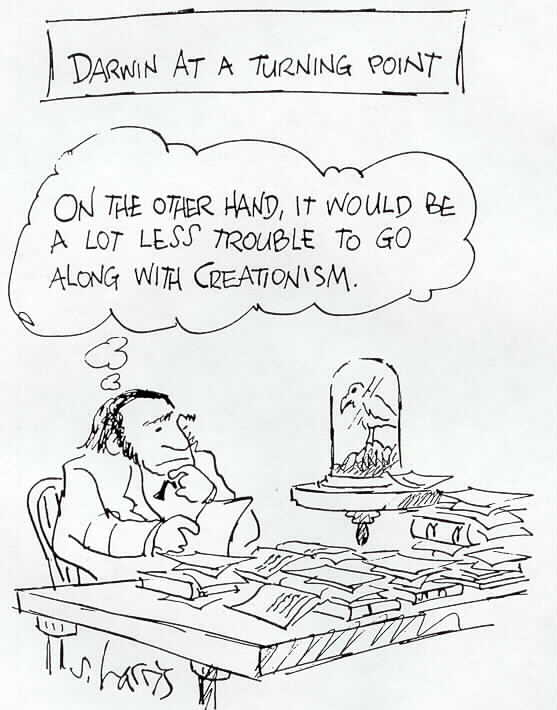 DARWIN AT A TURNING POINT
ON THE OTHER HAND, IT WOULD BE
A LOT LESS TROUBLE TO GO
ALONG WITH CREATIONISM.
S. harris